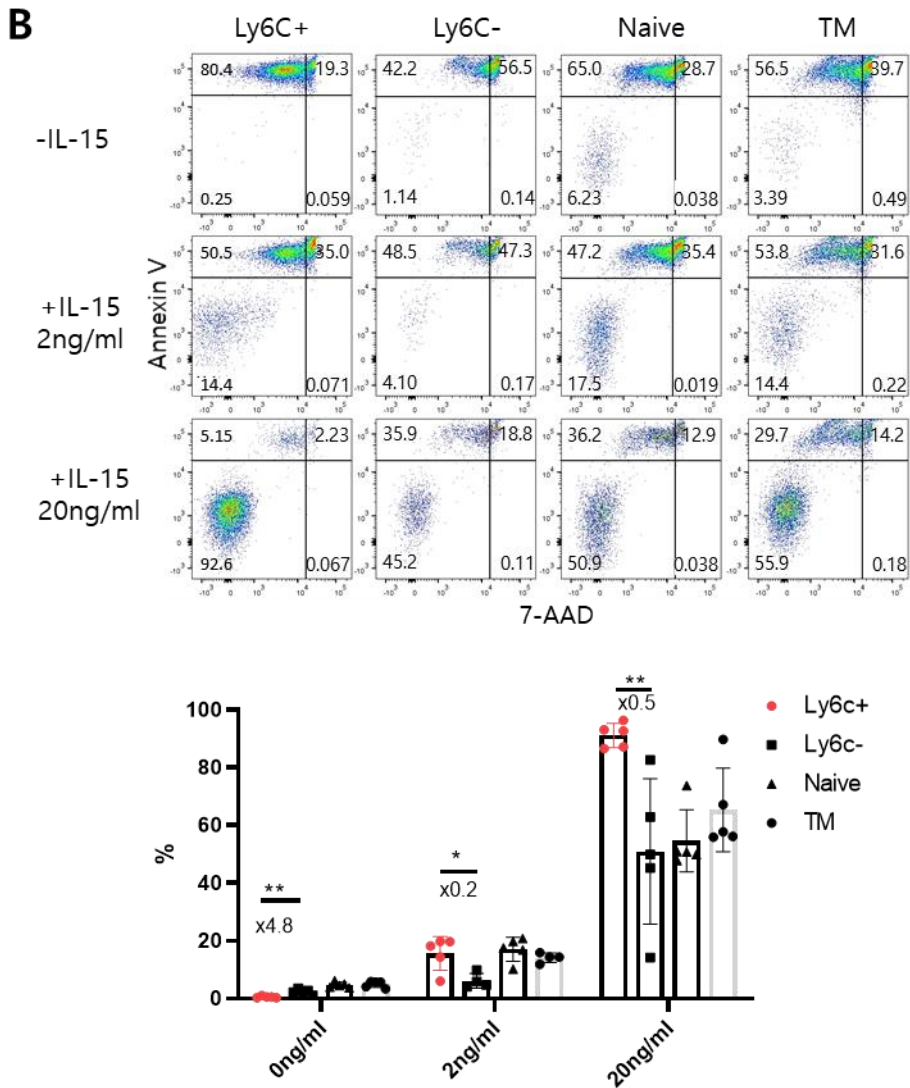 B
Ly6C+ Ly6C- Naive TM
-IL-15
80.4 19.3 42.2 56.5 65.0 28.7 56.5 39.7
0.25 0.059 1.14 0.14 6.23 0.038 3.39 0.49
+IL-15
2ng/ml
50.5 35.0 48.5 47.3 47.2 35.4 53.8 31.6
14.4 0.071 4.10 0.17 17.5 0.019 14.4 0.22
+IL-15
20ng/ml
5.15 2.23 35.9 18.8 36.2 12.9 29.7 14.2
92.6 0.067 45.2 0.11 50.9 0.038 55.9 0.18
Annexin V
7-AAD
**
x0.5
*
x0.2
**
x4.8
100
80
60
40
20
0
%
0ng/ml 2ng/ml 20ng/ml
Ly6c+
Ly6c-
Naive
TM